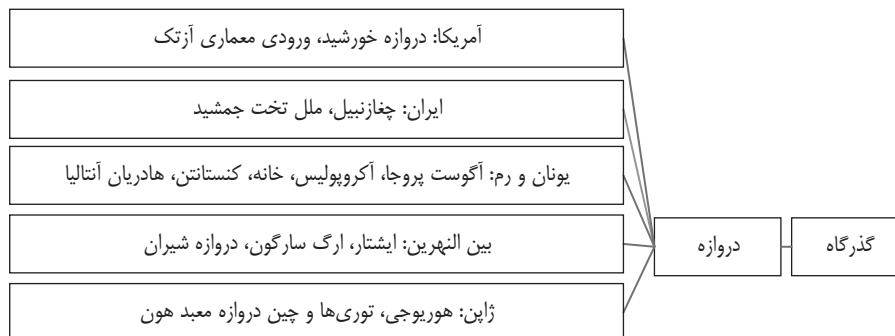 گذرگاه
دروازه
آمریکا: دروازه خورشید، ورودی معماری آزتک
ایران: چغازنبیل، ملل تخت جمشید
یونان و رم: آگوست پروجا، آکروپولیس، خانه، کنستانتن، هادریان آنتالیا
بین النهرین: ایشتار، ارگ سارگون، دروازه شیران
ژاپن: هوریوجی، توری‌ها و چین دروازه معبد هون